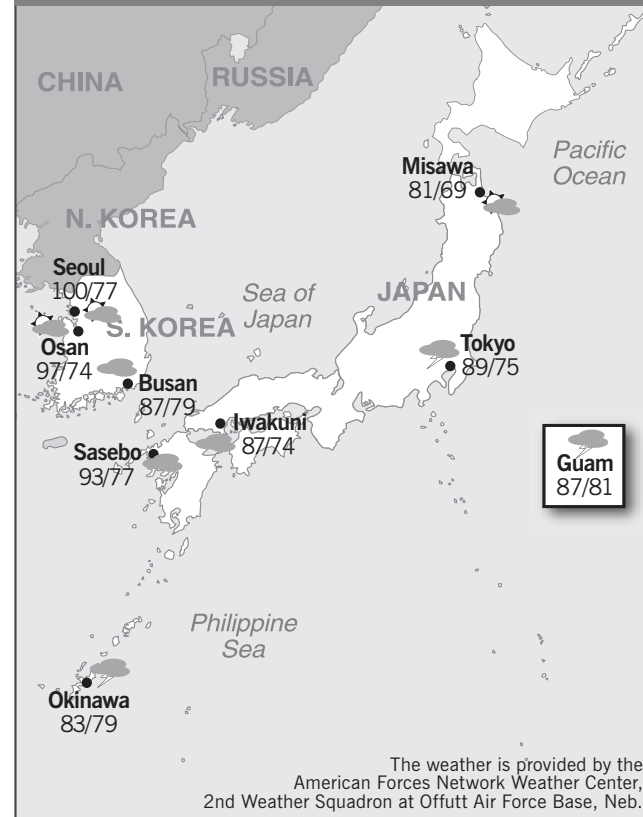 CHINA
RUSSIA
Pacific
Ocean
Misawa
81/69
N. KOREA
Seoul
100/77
Sea of
Japan
JAPAN
S. KOREA
Osan
97/74
Tokyo
89/75
Busan
87/79
Iwakuni
87/74
Sasebo
93/77
Guam
87/81
Philippine
Sea
Okinawa
83/79
The weather is provided by the
American Forces Network Weather Center,
2nd Weather Squadron at Offutt Air Force Base, Neb.